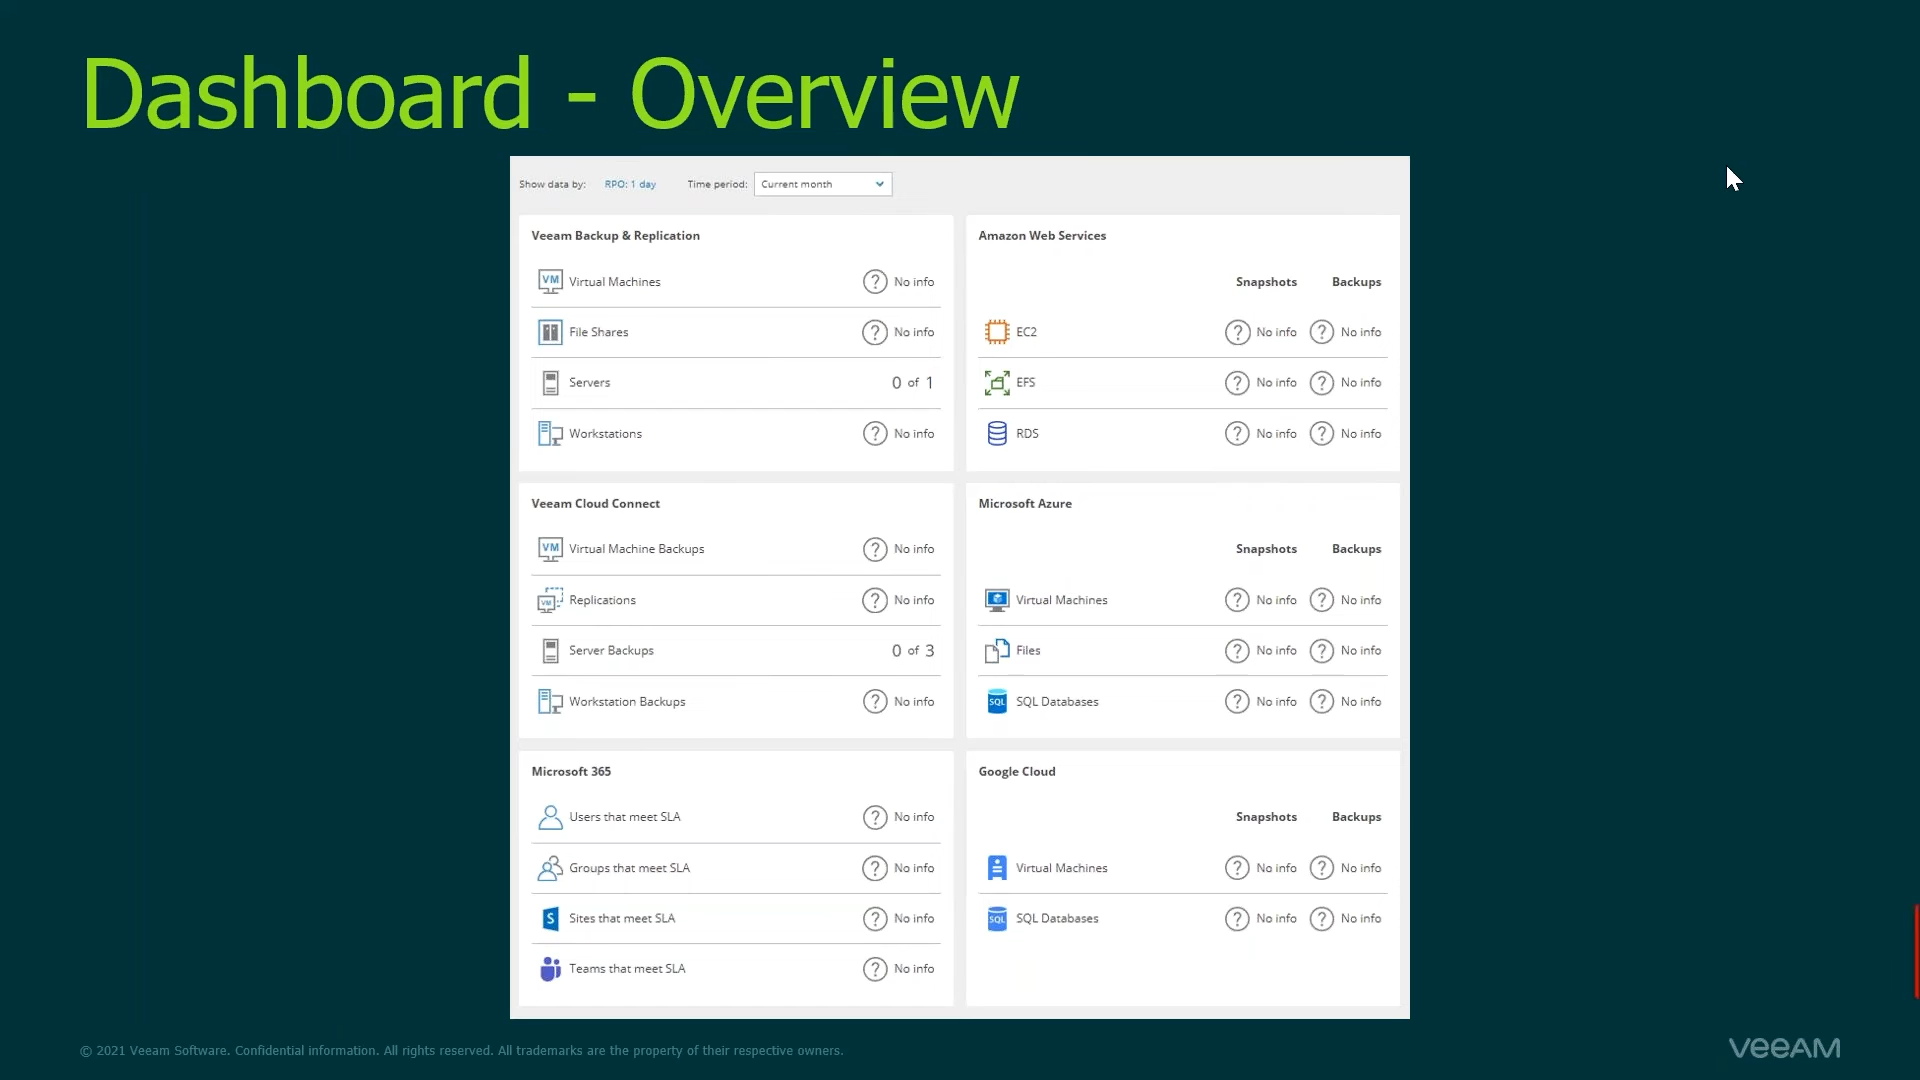 Dashboard - Overview
Show data by: RPO: 1 day Time period: Current month
Veeam Backup & Replication
VM Virtual Machines ? No info
File Shares ? No info
Servers 0 of 1
Workstations ? No info
Amazon Web Services
Snapshots Backups
EC2 ? No info ? No info
EFS ? No info ? No info
RDS ? No info ? No info
Veeam Cloud Connect
VM Virtual Machine Backups ? No info
VM Replications ? No info
Server Backups 0 of 3
Workstation Backups ? No info
Microsoft Azure
Snapshots Backups
Virtual Machines ? No info ? No info
Files ? No info ? No info
SQL SQL Databases ? No info ? No info
Microsoft 365
Users that meet SLA ? No info
Groups that meet SLA ? No info
S Sites that meet SLA ? No info
Teams that meet SLA ? No info
Google Cloud
Snapshots Backups
Virtual Machines ? No info ? No info
SQL SQL Databases ? No info ? No info
© 2021 Veeam Software. Confidential information. All rights reserved. All trademarks are the property of their respective owners.
veeAM